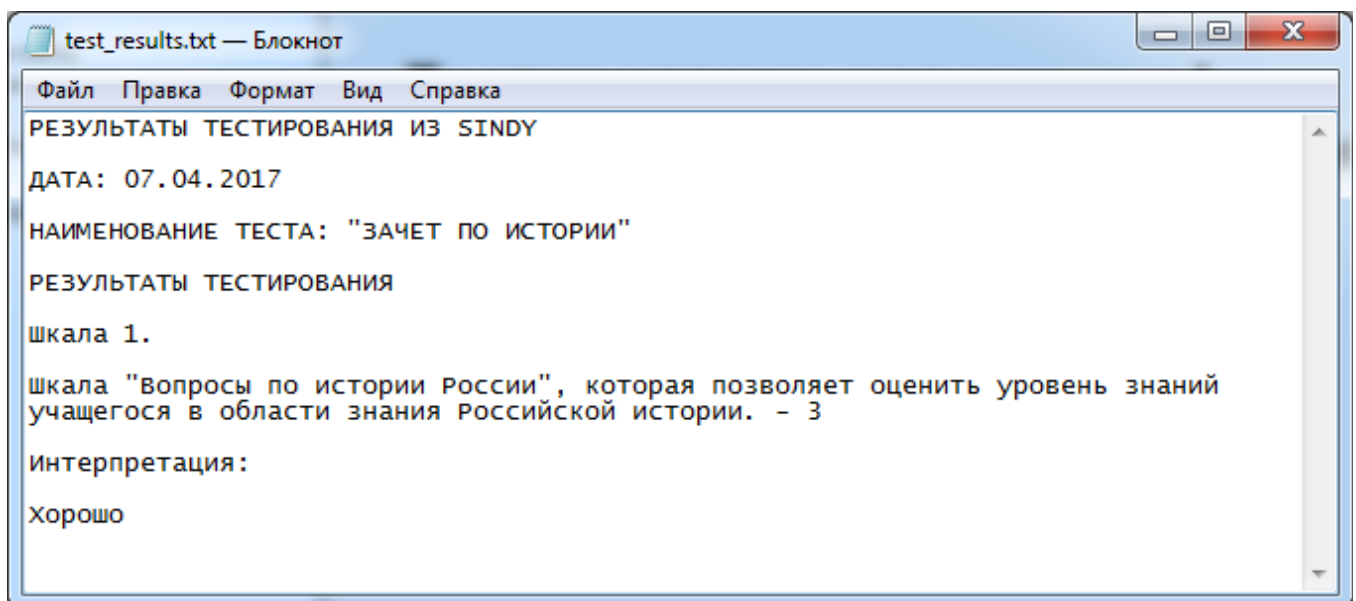 test_results.txt — Блокнот
Файл Правка Формат Вид Справка
РЕЗУЛЬТАТЫ ТЕСТИРОВАНИЯ ИЗ SINDY
ДАТА: 07.04.2017
НАИМЕНОВАНИЕ ТЕСТА: "ЗАЧЕТ ПО ИСТОРИИ"
РЕЗУЛЬТАТЫ ТЕСТИРОВАНИЯ
Шкала 1.
Шкала "Вопросы по истории России", которая позволяет оценить уровень знаний
учащегося в области знания Российской истории. - 3
Интерпретация:
Хорошо